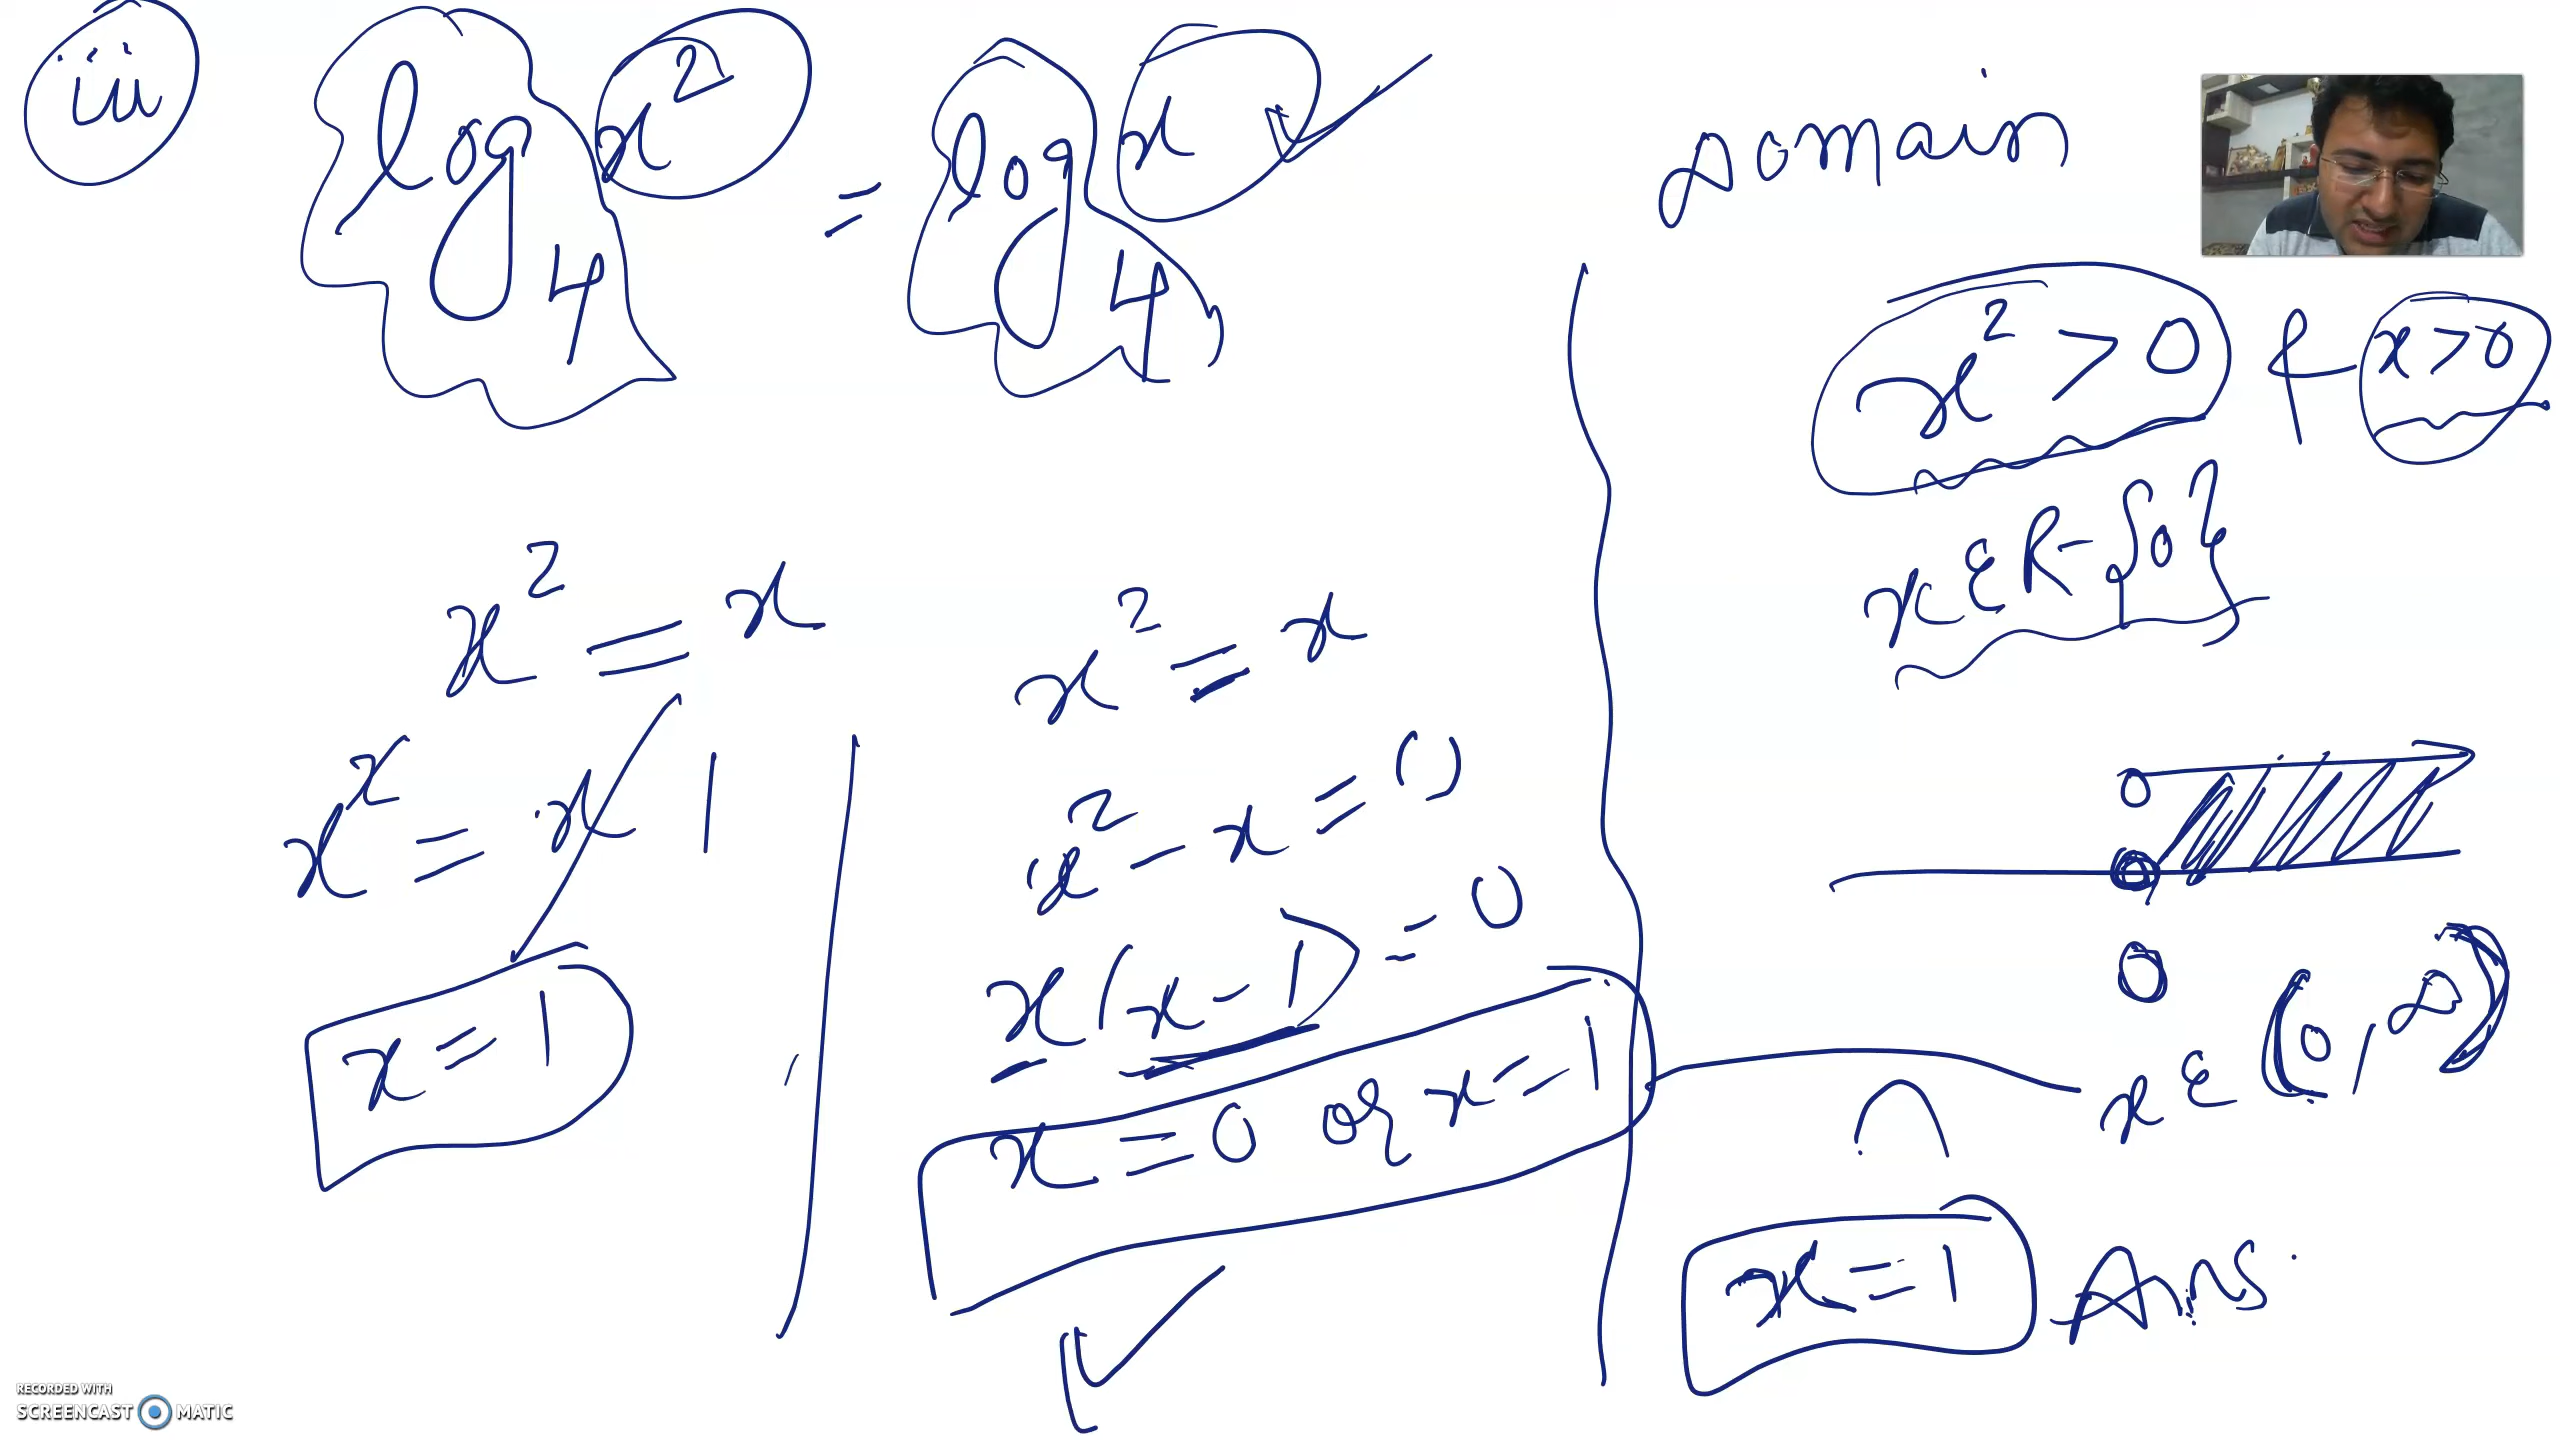 iii
log₄ x² = log₄ x
x² = x
x² = x 1
x = 1
x² = x
x² - x = 0
x(x-1) = 0
x = 0 or x = 1
Domain
x² > 0 & x > 0
x ε R - {0}
0
x ε (0, ∞)
∩
x = 1 Ans.
RECORDED WITH
SCREENCAST MATIC